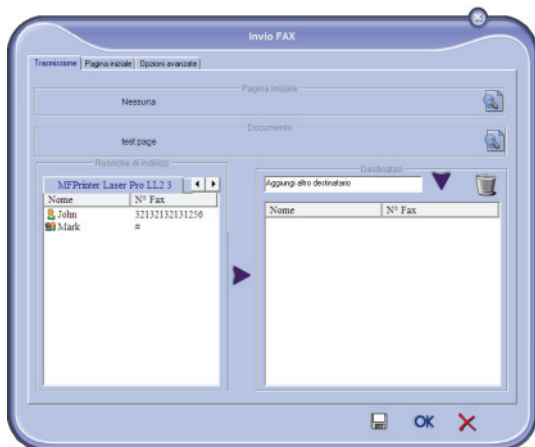 Invio FAX
Trasmissione Pagina iniziale Opzioni avanzate
Pagina iniziale
Nessuna
Documento
test page
Rubriche di indirizzi
MFPrinter Laser Pro LL2 3
Nome N° Fax
John 32132132131256
Mark #
Destinatari
Aggiungi altro destinatario
Nome N° Fax
OK